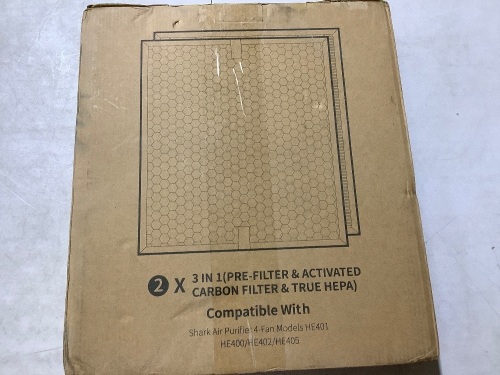 2 X 3 IN 1(PRE-FILTER & ACTIVATED
CARBON FILTER & TRUE HEPA)
Compatible With
Shark Air Purifier 4-Fan Models HE401
HE400/HE402/HE405